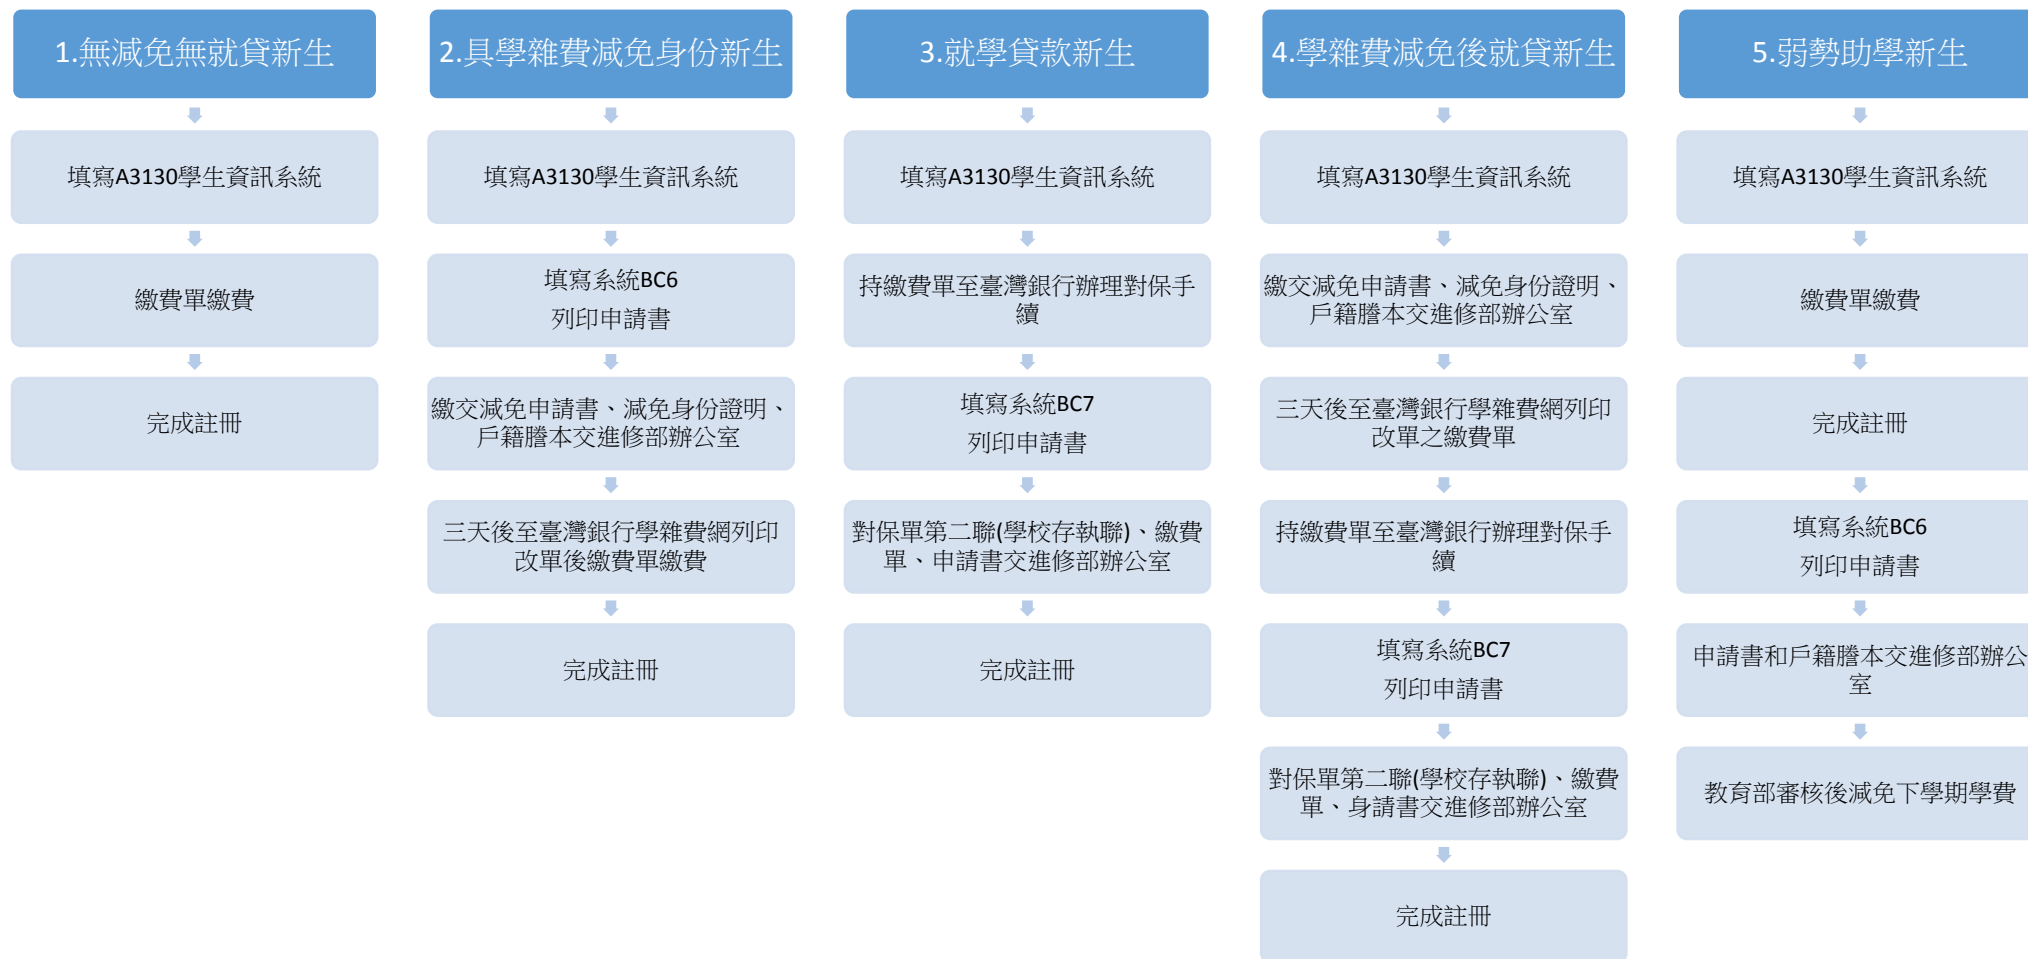 1.無減免無就貸新生
填寫A3130學生資訊系統
繳費單繳費
完成註冊
2.具學雜費減免身份新生
填寫A3130學生資訊系統
填寫系統BC6
列印申請書
繳交減免申請書、減免身份證明、
戶籍謄本交進修部辦公室
三天後至臺灣銀行學雜費網列印
改單後繳費單繳費
完成註冊
3.就學貸款新生
填寫A3130學生資訊系統
持繳費單至臺灣銀行辦理對保手
續
填寫系統BC7
列印申請書
對保單第二聯(學校存執聯)、繳費
單、申請書交進修部辦公室
完成註冊
4.學雜費減免後就貸新生
填寫A3130學生資訊系統
繳交減免申請書、減免身份證明、
戶籍謄本交進修部辦公室
三天後至臺灣銀行學雜費網列印
改單之繳費單
持繳費單至臺灣銀行辦理對保手
續
填寫系統BC7
列印申請書
對保單第二聯(學校存執聯)、繳費
單、身請書交進修部辦公室
完成註冊
5.弱勢助學新生
填寫A3130學生資訊系統
繳費單繳費
完成註冊
填寫系統BC6
列印申請書
申請書和戶籍謄本交進修部辦公
室
教育部審核後減免下學期學費